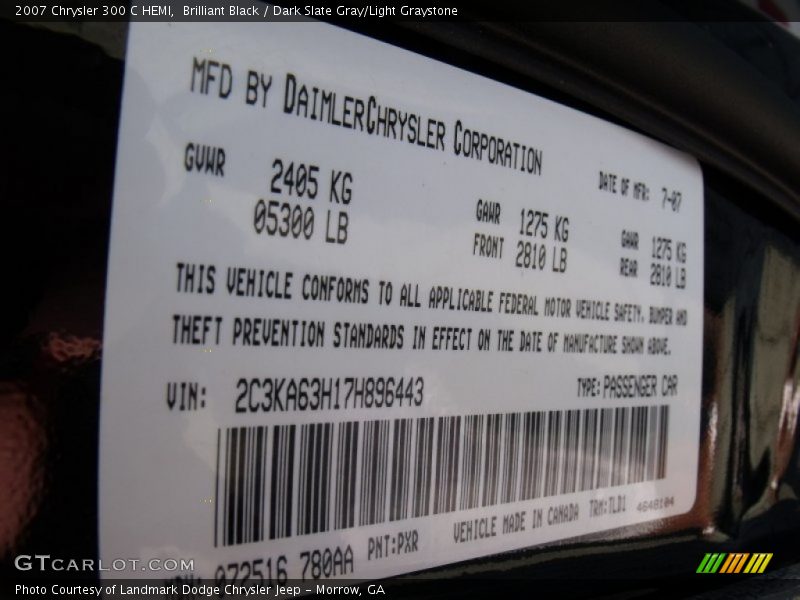 2007 Chrysler 300 C HEMI,  Brilliant Black / Dark Slate Gray/Light Graystone
MFD BY DAIMLERCHRYSLER CORPORATION
DATE OF MFR: 7-07
GVWR 2405 KG
05300 LB
GAWR 1275 KG
FRONT 2810 LB
GAWR 1275 KG
REAR 2810 LB
THIS VEHICLE CONFORMS TO ALL APPLICABLE FEDERAL MOTOR VEHICLE SAFETY, BUMPER AND
THEFT PREVENTION STANDARDS IN EFFECT ON THE DATE OF MANUFACTURE SHOWN ABOVE.
VIN: 2C3KA63H17H896443
TYPE: PASSENGER CAR
072516 780AA PNT:PXR VEHICLE MADE IN CANADA TRM:TLD1 4648104
GTCARLOT.COM
Photo Courtesy of Landmark Dodge Chrysler Jeep - Morrow, GA